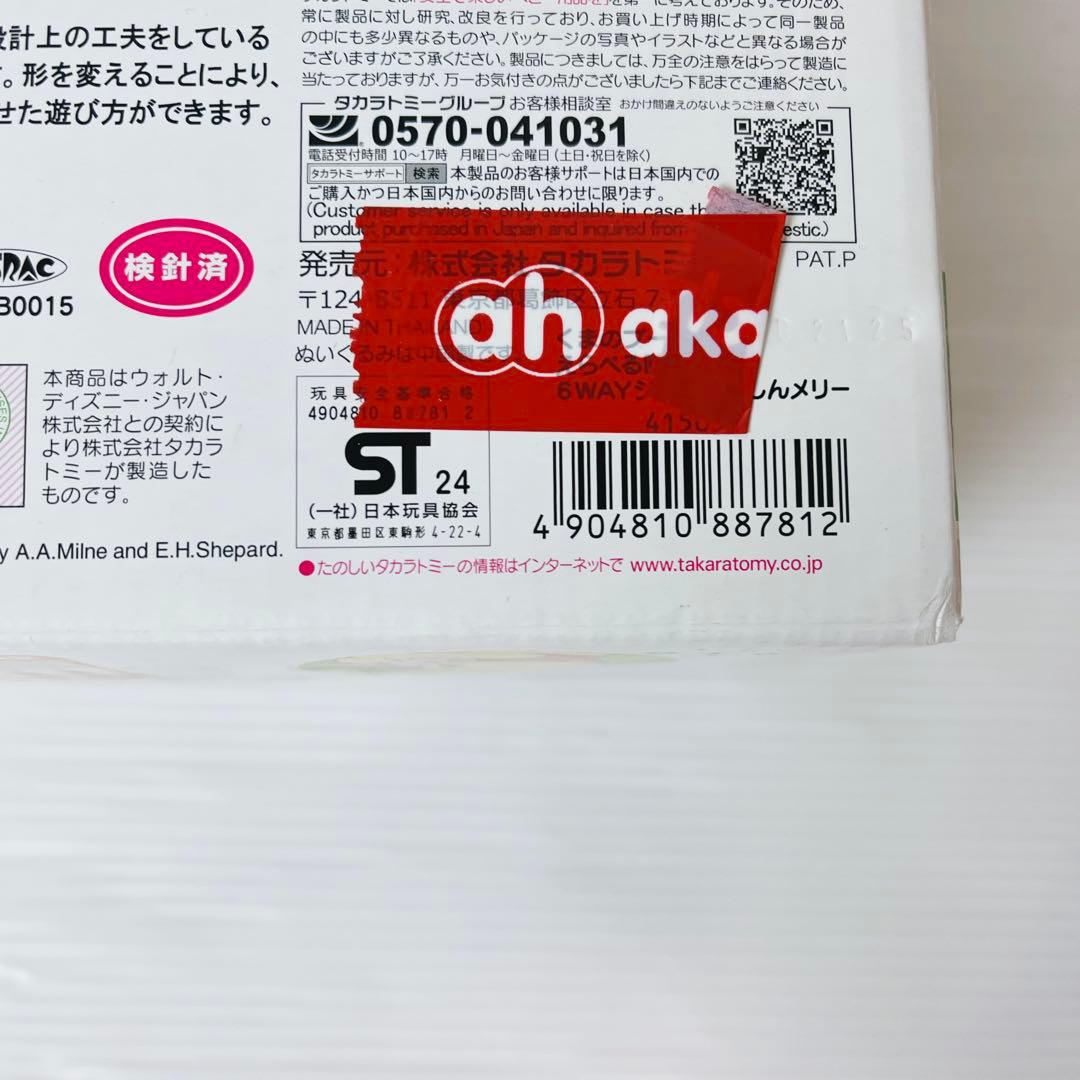 設計上の工夫をしている
。形を変えることにより、
せた遊び方ができます。
常に製品に対し研究、改良を行っており、お買い上げ時期によって同一製品
の中にも多少異なるものや、パッケージの写真やイラストなどと異なる場合が
ございますがご了承ください。製品につきましては、万全の注意をはらって製造に
当たっておりますが、万一お気付きの点がございましたら下記までご連絡ください。
タカラトミーグループ お客様相談室 おかけ間違えのないようご注意ください
0570-041031
電話受付時間 10〜17時 月曜日〜金曜日(土日・祝日を除く)
タカラトミーサポート 検索 本製品のお客様サポートは日本国内での
ご購入かつ日本国内からのお問い合わせに限ります。
(Customer service is only available in case th
product purchased in Japan and inquired from estic.)
検針済
B0015
発売元:株式会社タカラトミ
PAT.P
〒124-8511 東京都葛飾区立石 7-
MADE IN THAILAND
ぬいぐるみは中国製です。
ah aka
くまのプ
えらべる
6WAYジ しんメリー
本商品はウォルト・
ディズニー・ジャパン
株式会社との契約に
より株式会社タカラ
トミーが製造した
ものです。
玩具安全基準合格
4904810 88781 2
ST 24
(一社)日本玩具協会
東京都墨田区東駒形 4-22-4
4 904810 887812
y A.A.Milne and E.H.Shepard.
●たのしいタカラトミーの情報はインターネットで www.takaratomy.co.jp